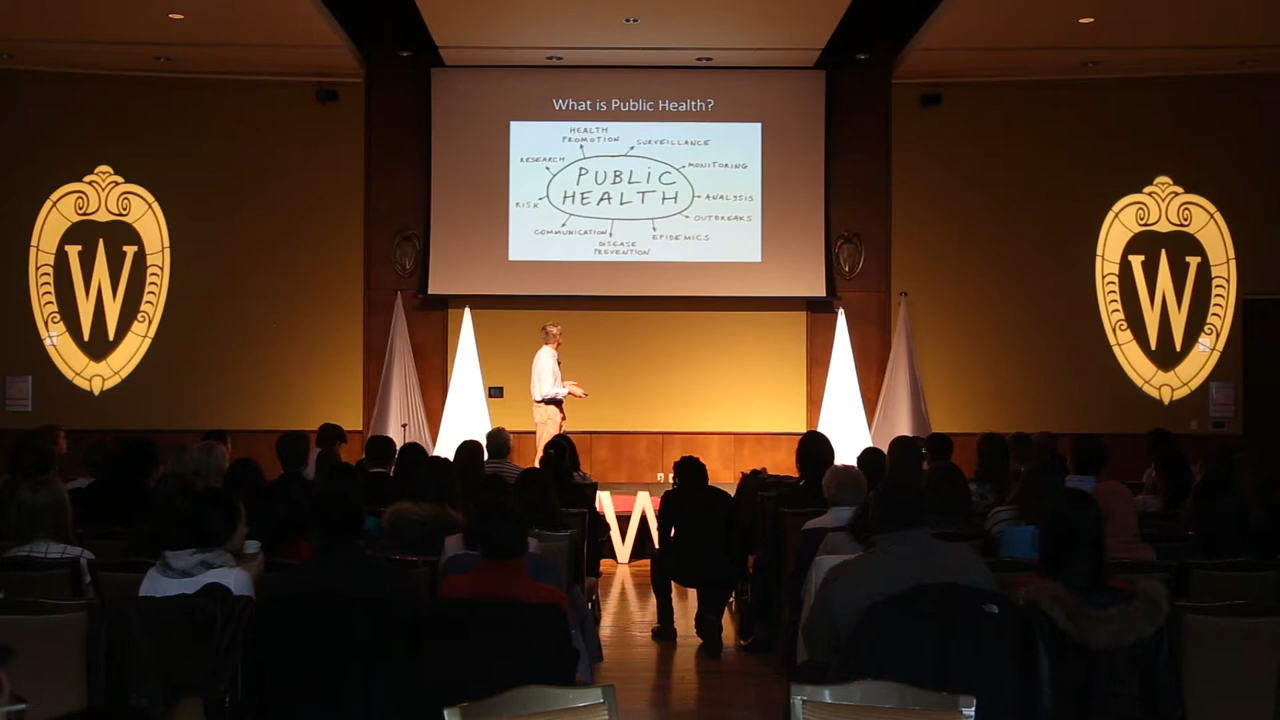 What is Public Health?
HEALTH
PROMOTION
SURVEILLANCE
RESEARCH
MONITORING
PUBLIC
HEALTH
ANALYSIS
RISK
OUTBREAKS
COMMUNICATION
EPIDEMICS
DISEASE
PREVENTION
W
W
W